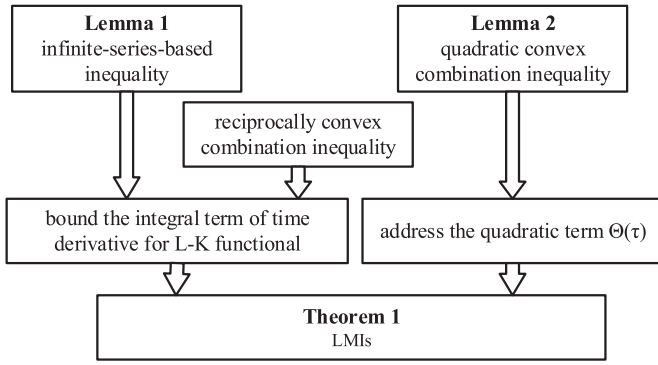 Lemma 1
infinite-series-based
inequality
Lemma 2
quadratic convex
combination inequality
reciprocally convex
combination inequality
bound the integral term of time
derivative for L-K functional
address the quadratic term Θ(τ)
Theorem 1
LMIs